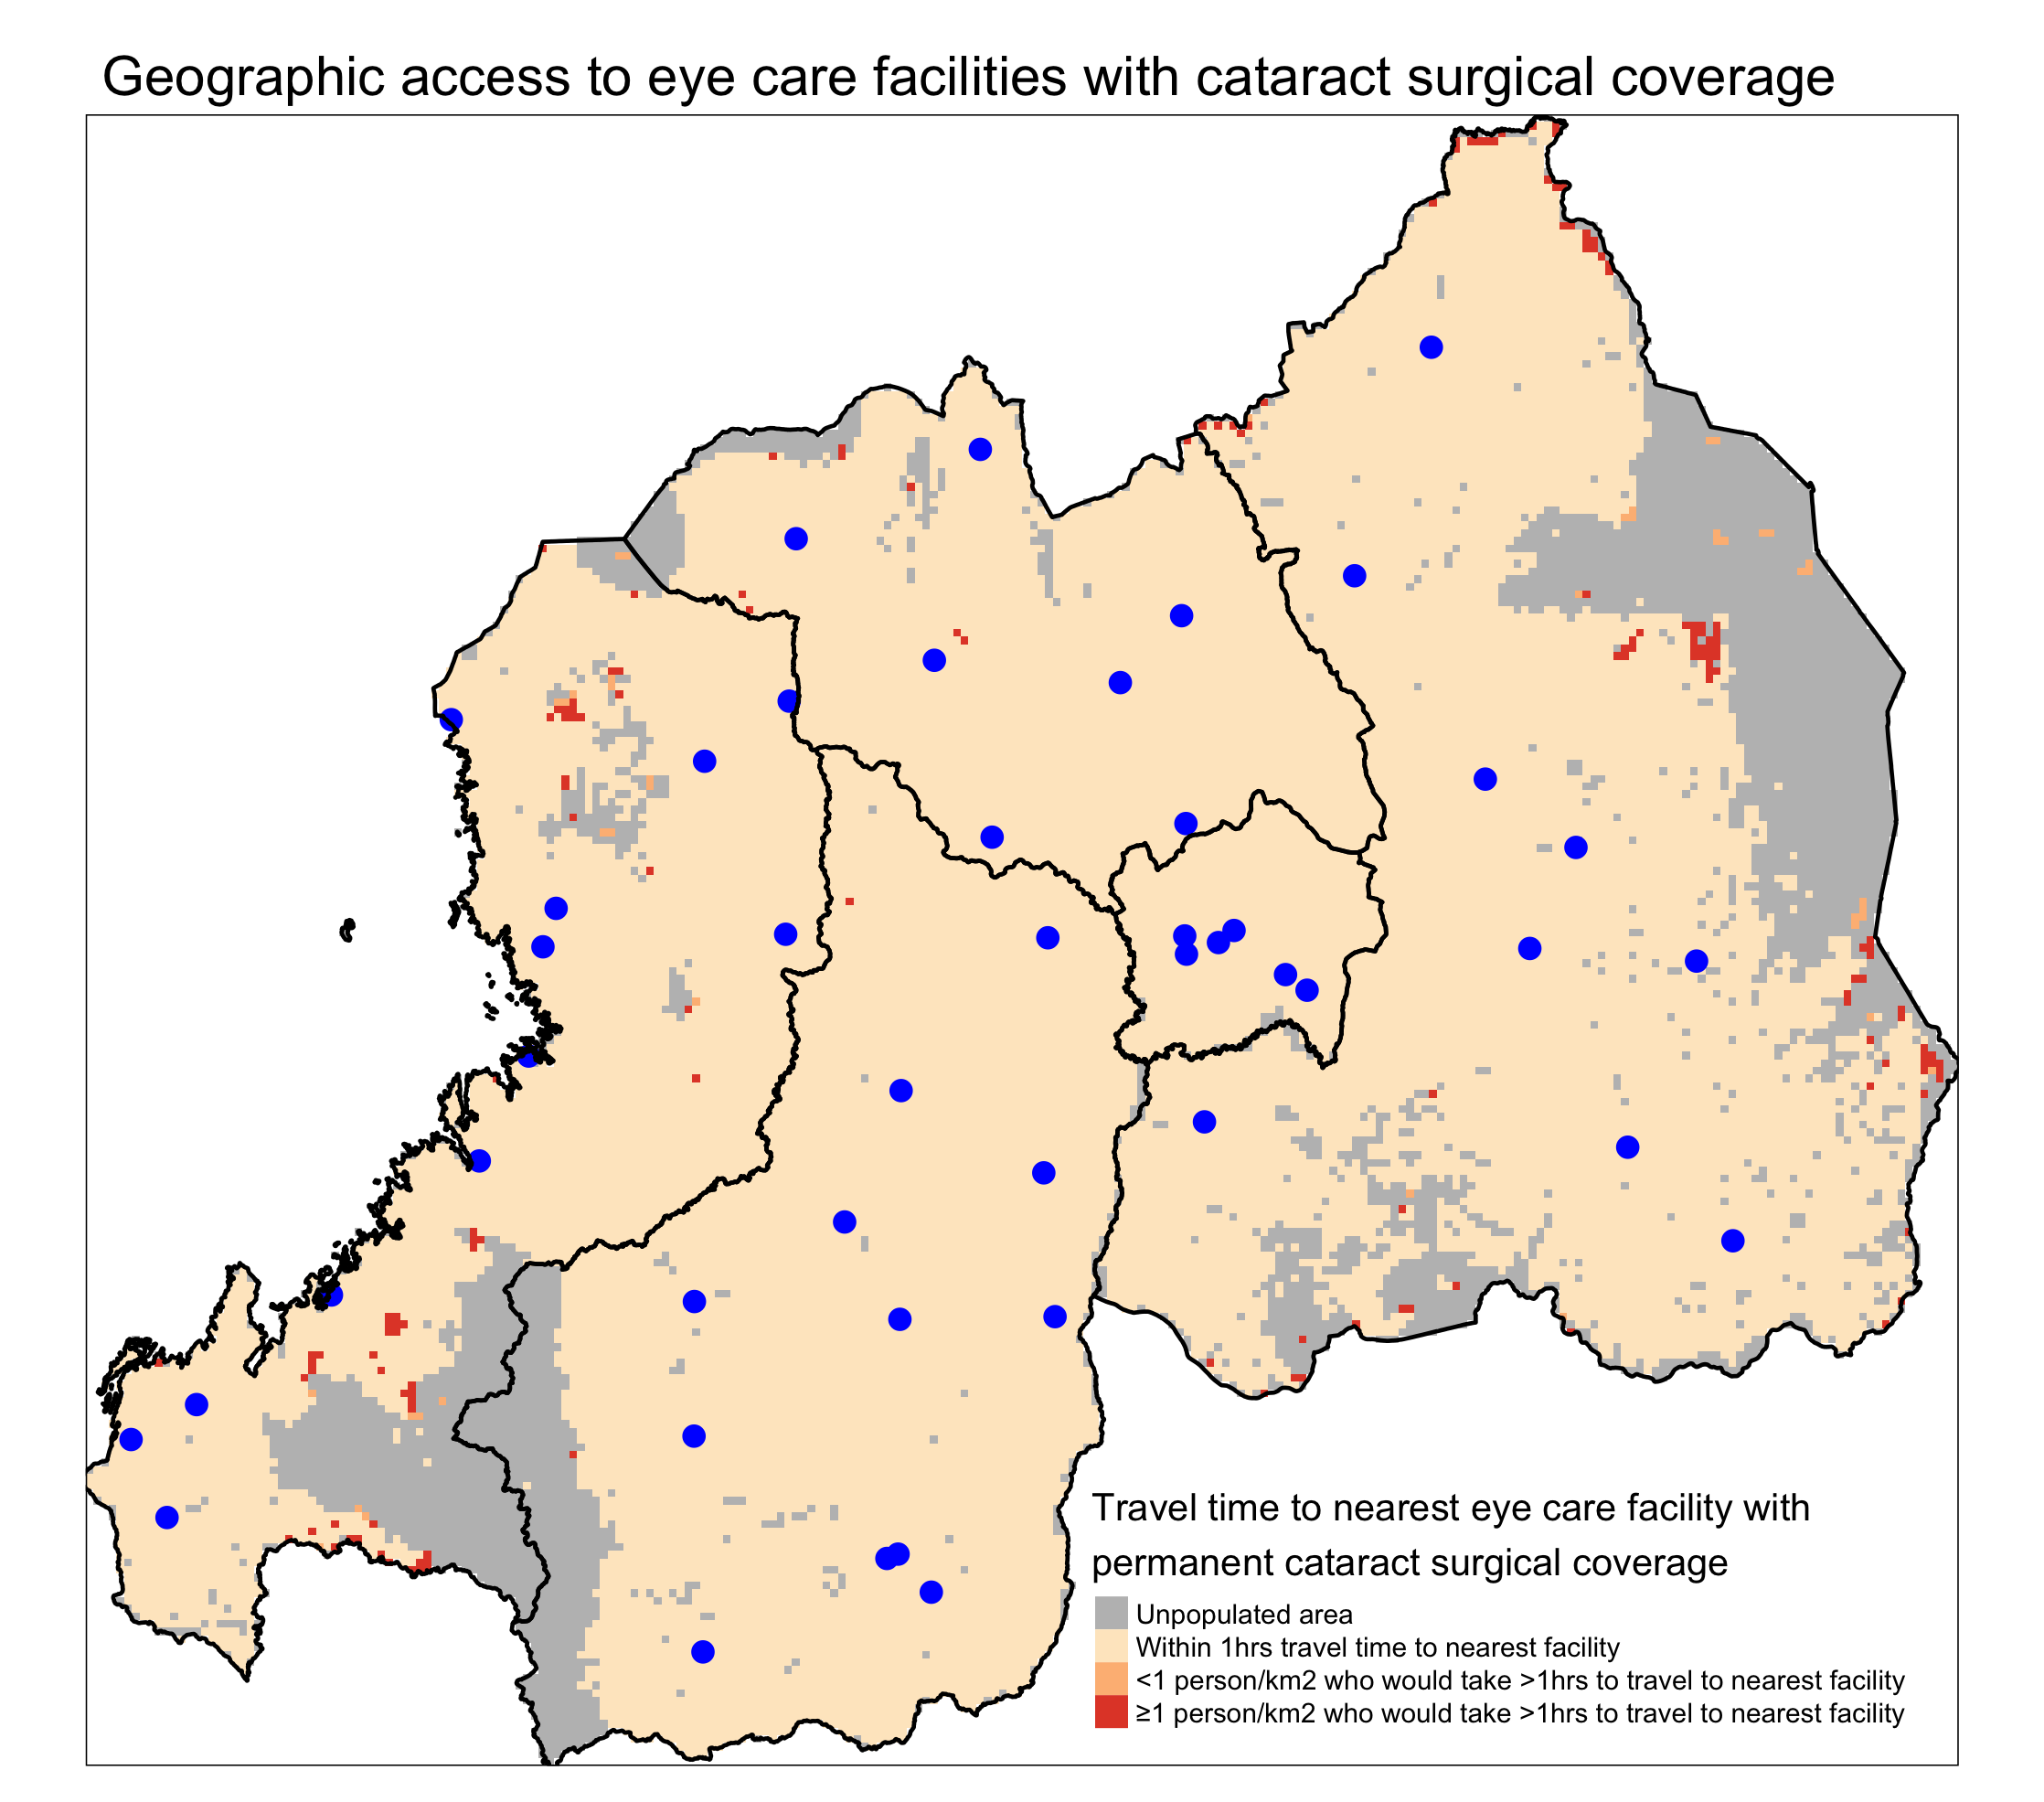 Geographic access to eye care facilities with cataract surgical coverage
Travel time to nearest eye care facility with
permanent cataract surgical coverage
Unpopulated area
Within 1hrs travel time to nearest facility
<1 person/km2 who would take >1hrs to travel to nearest facility
≥1 person/km2 who would take >1hrs to travel to nearest facility